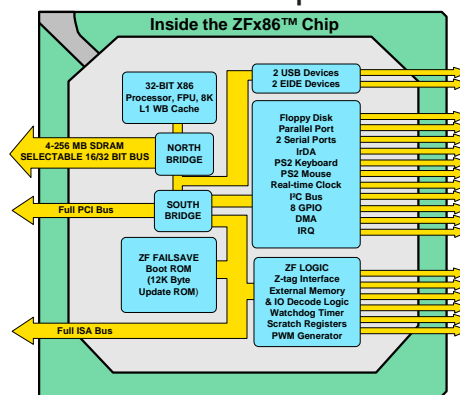 Inside the ZFx86™ Chip
32-BIT X86
Processor, FPU, 8K
L1 WB Cache
2 USB Devices
2 EIDE Devices
4-256 MB SDRAM
SELECTABLE 16/32 BIT BUS
NORTH
BRIDGE
Floppy Disk
Parallel Port
2 Serial Ports
IrDA
PS2 Keyboard
PS2 Mouse
Real-time Clock
I²C Bus
8 GPIO
DMA
IRQ
Full PCI Bus
SOUTH
BRIDGE
ZF FAILSAVE
Boot ROM
(12K Byte
Update ROM)
ZF LOGIC
Z-tag Interface
External Memory
& IO Decode Logic
Watchdog Timer
Scratch Registers
PWM Generator
Full ISA Bus